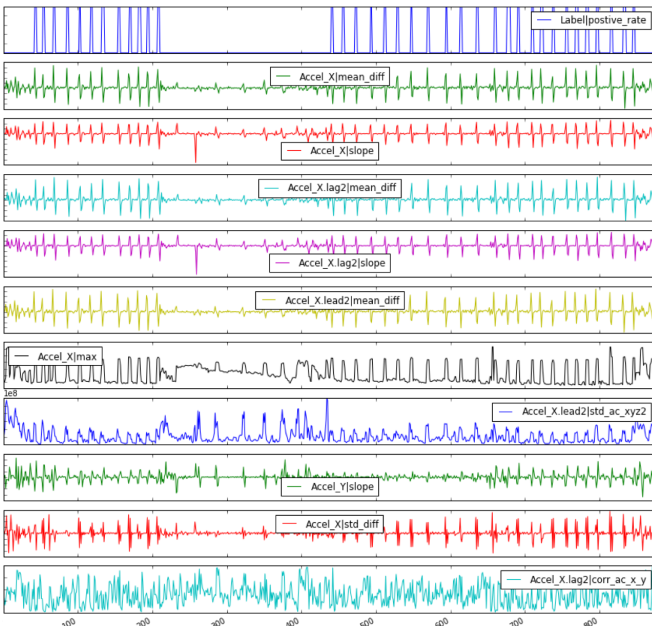 Label|postive_rate
Accel_X|mean_diff
Accel_X|slope
Accel_X.lag2|mean_diff
Accel_X.lag2|slope
Accel_X.lead2|mean_diff
Accel_X|max
1e8
Accel_X.lead2|std_ac_xyz2
Accel_Y|slope
Accel_X|std_diff
Accel_X.lag2|corr_ac_x_y
100 200 300 400 500 600 700 800